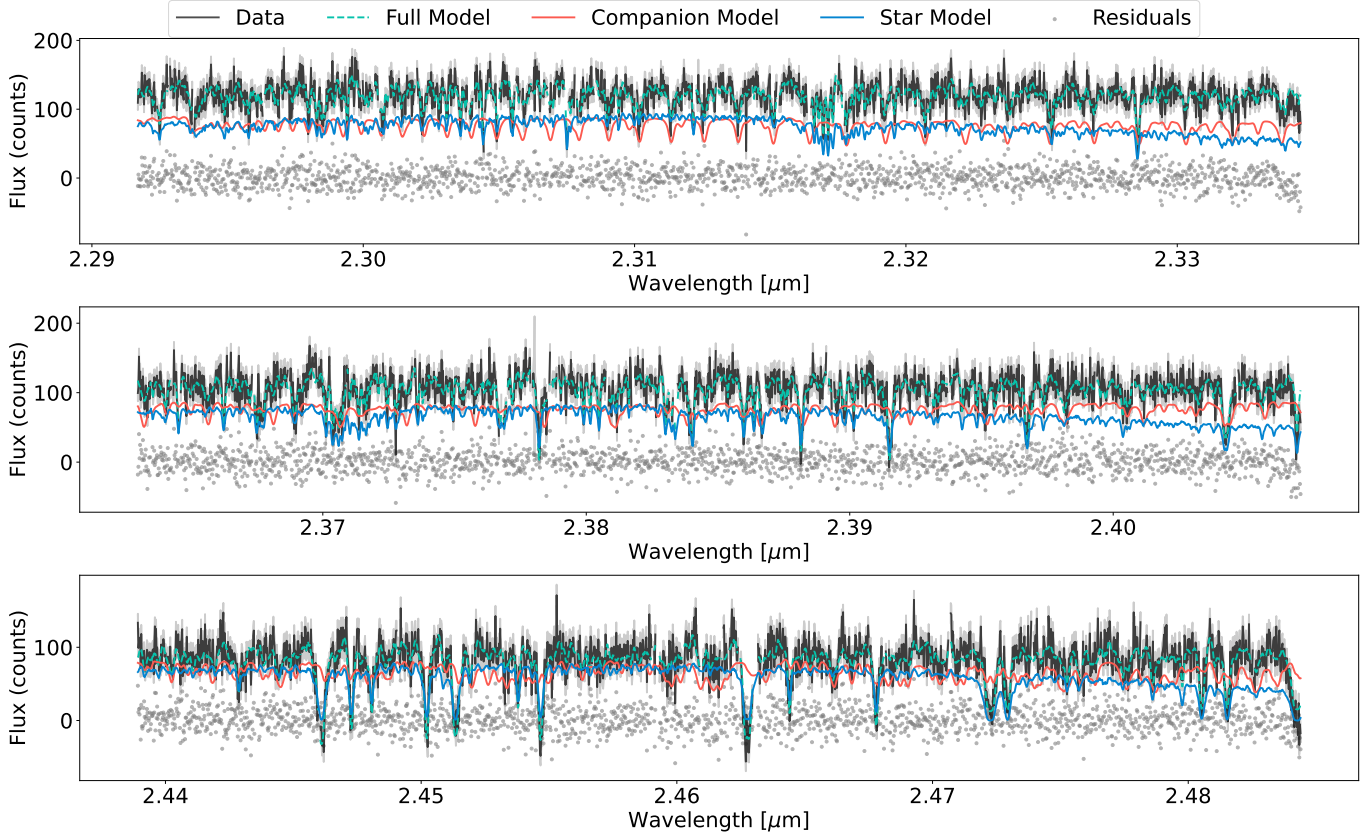 Data Full Model Companion Model Star Model Residuals
200
100
0
Flux (counts)
2.29 2.30 2.31 2.32 2.33
Wavelength [μm]
200
100
0
Flux (counts)
2.37 2.38 2.39 2.40
Wavelength [μm]
100
0
Flux (counts)
2.44 2.45 2.46 2.47 2.48
Wavelength [μm]